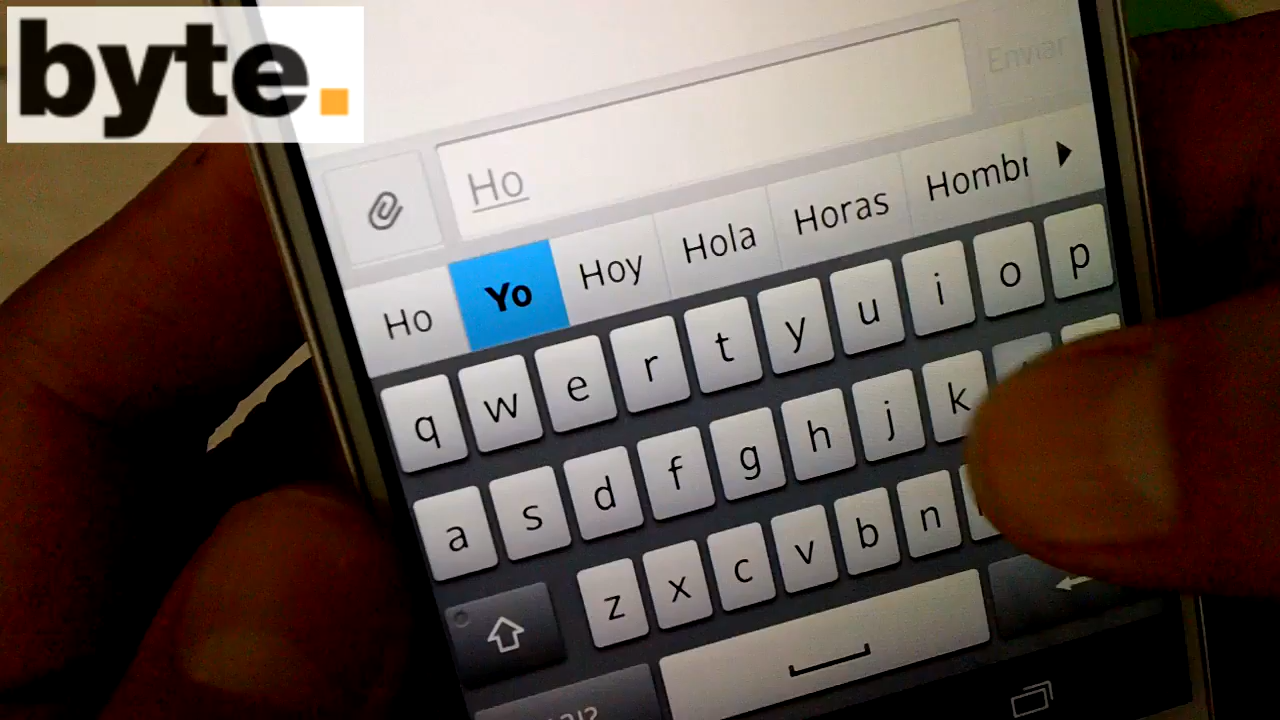 byte.
Enviar
Ho
Ho Yo Hoy Hola Horas Hombr
q w e r t y u i o p
a s d f g h j k
z x c v b n